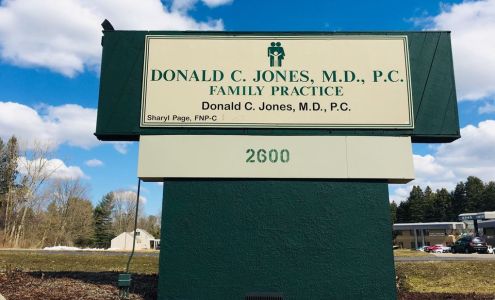 DONALD C. JONES, M.D., P.C.
FAMILY PRACTICE
Donald C. Jones, M.D., P.C.
Sharyl Page, FNP-C
2600